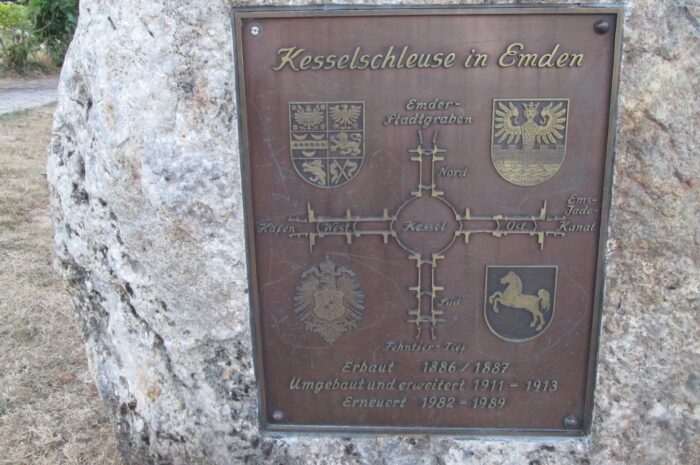 Kesselschleuse in Emden
Emder-
Stadtgraben
Nord
Hafen West Kessel Ost
Ems-
Jade-
Kanal
Süd
Fehntjer-Tief
Erbaut 1886 / 1887
Umgebaut und erweitert 1911 - 1913
Erneuert 1982 - 1989